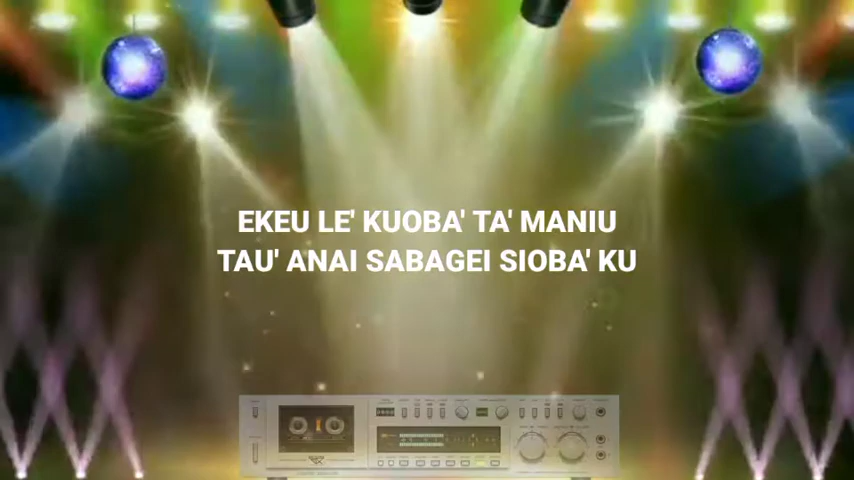 EKEU LE' KUOBA' TA' MANIU
TAU' ANAI SABAGEI SIOBA' KU